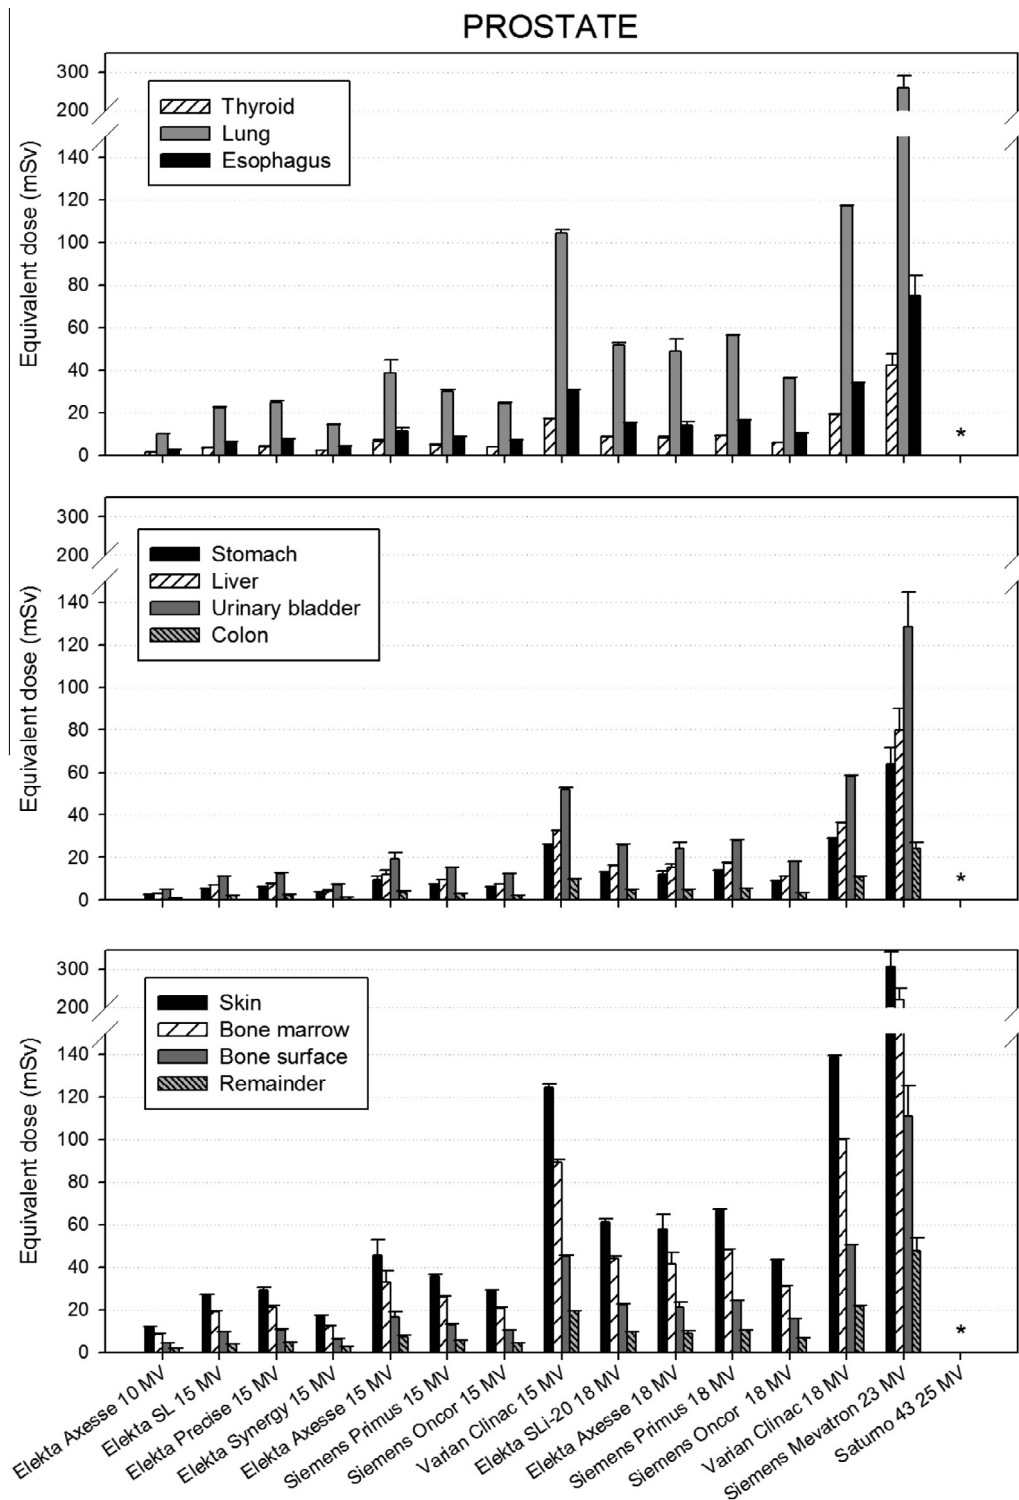 PROSTATE
Equivalent dose (mSv)
300
200
140
120
100
80
60
40
20
0
Thyroid
Lung
Esophagus
*
Equivalent dose (mSv)
300
200
140
120
100
80
60
40
20
0
Stomach
Liver
Urinary bladder
Colon
*
Equivalent dose (mSv)
300
200
140
120
100
80
60
40
20
0
Skin
Bone marrow
Bone surface
Remainder
*
Elekta Axesse 10 MV
Elekta SL 15 MV
Elekta Precise 15 MV
Elekta Synergy 15 MV
Elekta Axesse 15 MV
Siemens Primus 15 MV
Siemens Oncor 15 MV
Varian Clinac 15 MV
Elekta SLi-20 18 MV
Elekta Axesse 18 MV
Siemens Primus 18 MV
Siemens Oncor 18 MV
Varian Clinac 18 MV
Siemens Mevatron 23 MV
Saturno 43 25 MV